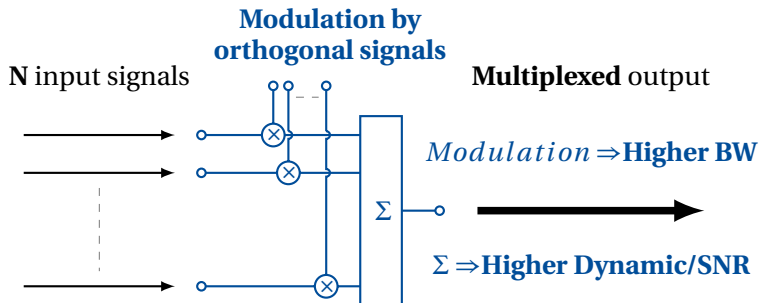 Modulation by
orthogonal signals
N input signals
Multiplexed output
Modulation ⇒Higher BW
Σ
Σ ⇒Higher Dynamic/SNR